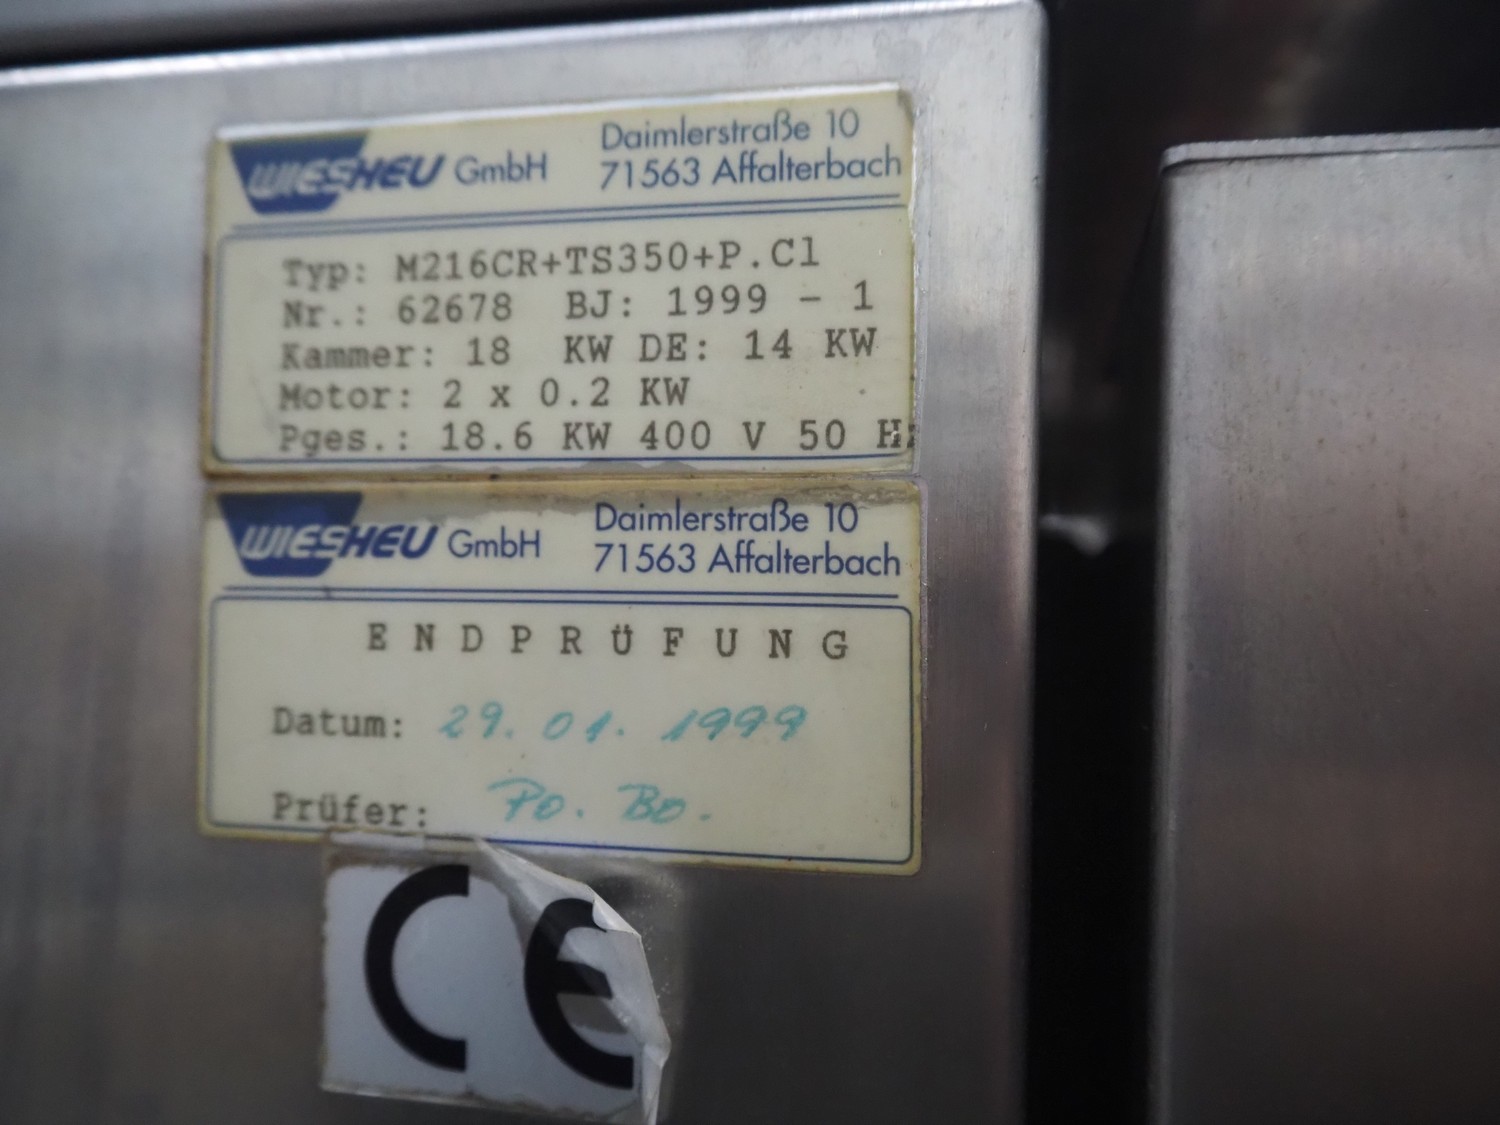 WIESHEU GmbH
Daimlerstraße 10
71563 Affalterbach
Typ: M216CR+TS350+P.Cl
Nr.: 62678 BJ: 1999 - 1
Kammer: 18 KW DE: 14 KW
Motor: 2 x 0.2 KW
Pges.: 18.6 KW 400 V 50 Hz
WIESHEU GmbH
Daimlerstraße 10
71563 Affalterbach
ENDPRÜFUNG
Datum: 29.01.1999
Prüfer: Po. Bo.
CE